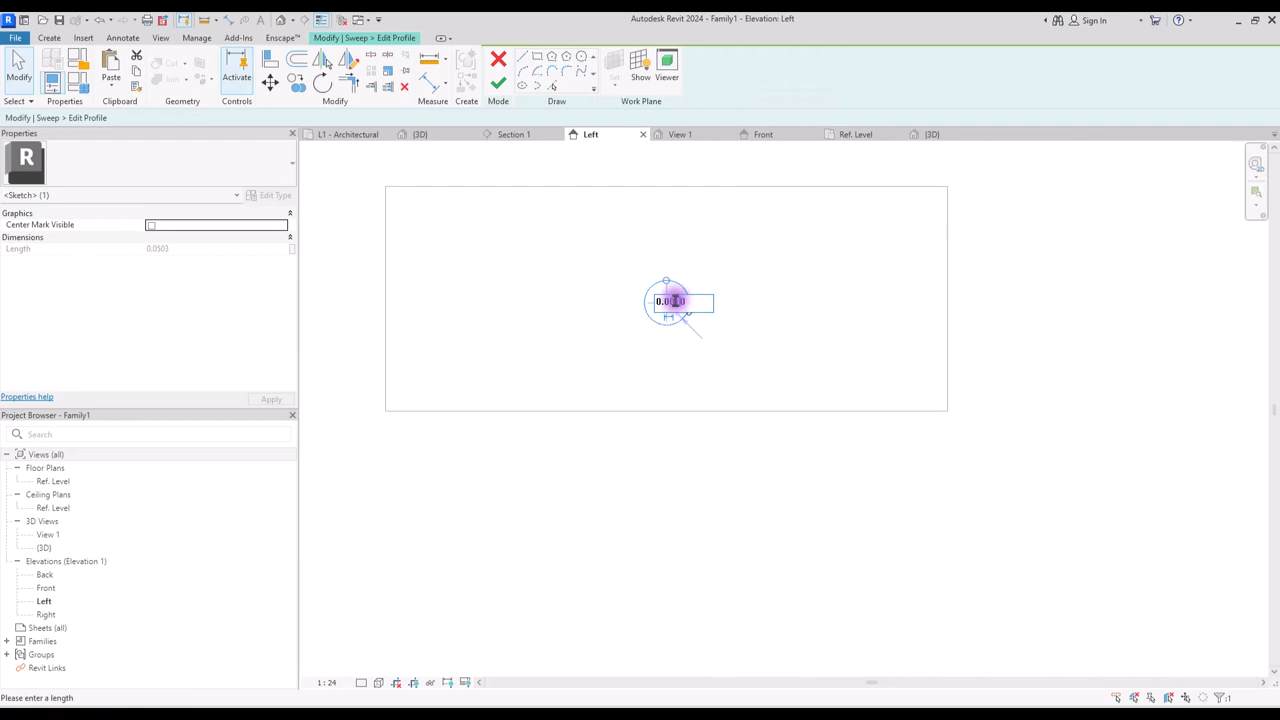 Autodesk Revit 2024 - Family1 - Elevation: Left
Sign In
File
Create
Insert
Annotate
View
Manage
Add-Ins
Enscape™
Modify | Sweep > Edit Profile
Modify
Paste
Activate
Set
Show
Viewer
Select
Properties
Clipboard
Geometry
Controls
Modify
Measure
Create
Mode
Draw
Work Plane
Modify | Sweep > Edit Profile
Properties
L1 - Architectural
{3D}
Section 1
Left
View 1
Front
Ref. Level
{3D}
R
<Sketch> (1)
Edit Type
Graphics
Center Mark Visible
Dimensions
Length
0.0503
Properties help
Apply
Project Browser - Family1
Search
Views (all)
Floor Plans
Ref. Level
Ceiling Plans
Ref. Level
3D Views
View 1
{3D}
Elevations (Elevation 1)
Back
Front
Left
Right
Sheets (all)
Families
Groups
Revit Links
1 : 24
Please enter a length
:1